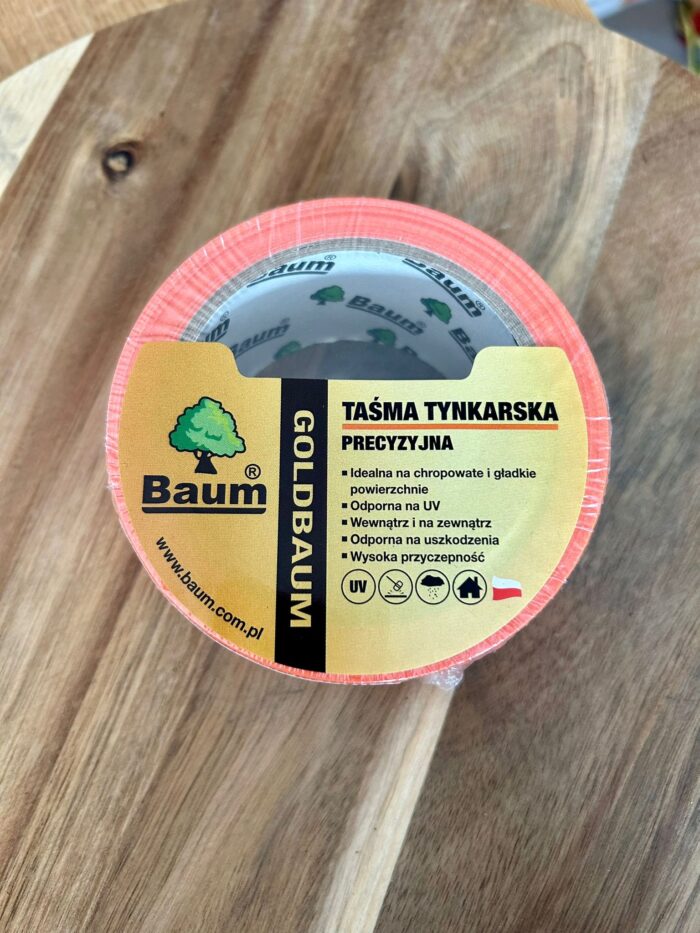 Baum®
Baum
Baum
Baum
TAŚMA TYNKARSKA
PRECYZYJNA
▪ Idealna na chropowate i gładkie
powierzchnie
▪ Odporna na UV
▪ Wewnątrz i na zewnątrz
▪ Odporna na uszkodzenia
▪ Wysoka przyczepność
UV
GOLDBAUM
Baum®
www.baum.com.pl